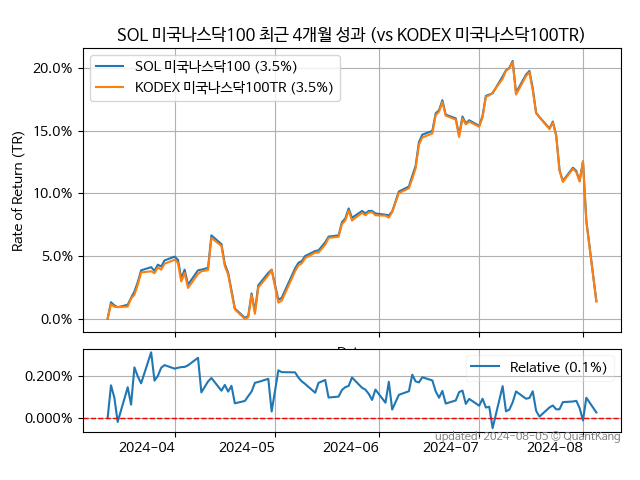 SOL 미국나스닥100 최근 4개월 성과 (vs KODEX 미국나스닥100TR)
SOL 미국나스닥100 (3.5%)
KODEX 미국나스닥100TR (3.5%)
Rate of Return (TR)
20.0%
15.0%
10.0%
5.0%
0.0%
Relative (0.1%)
0.200%
0.000%
updated: 2024-08-05 © QuantKang
2024-04
2024-05
2024-06
2024-07
2024-08